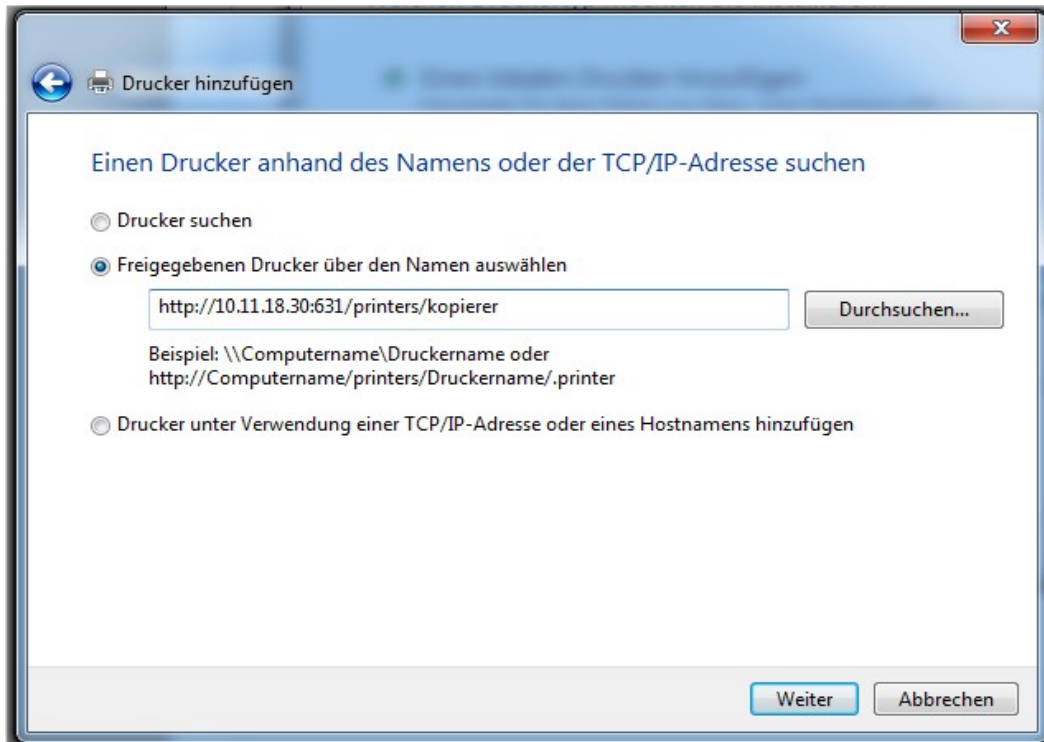 Drucker hinzufügen
Einen Drucker anhand des Namens oder der TCP/IP-Adresse suchen
Drucker suchen
Freigegebenen Drucker über den Namen auswählen
http://10.11.18.30:631/printers/kopierer
Durchsuchen...
Beispiel: \\Computername\Druckername oder
http://Computername/printers/Druckername/.printer
Drucker unter Verwendung einer TCP/IP-Adresse oder eines Hostnamens hinzufügen
Weiter
Abbrechen